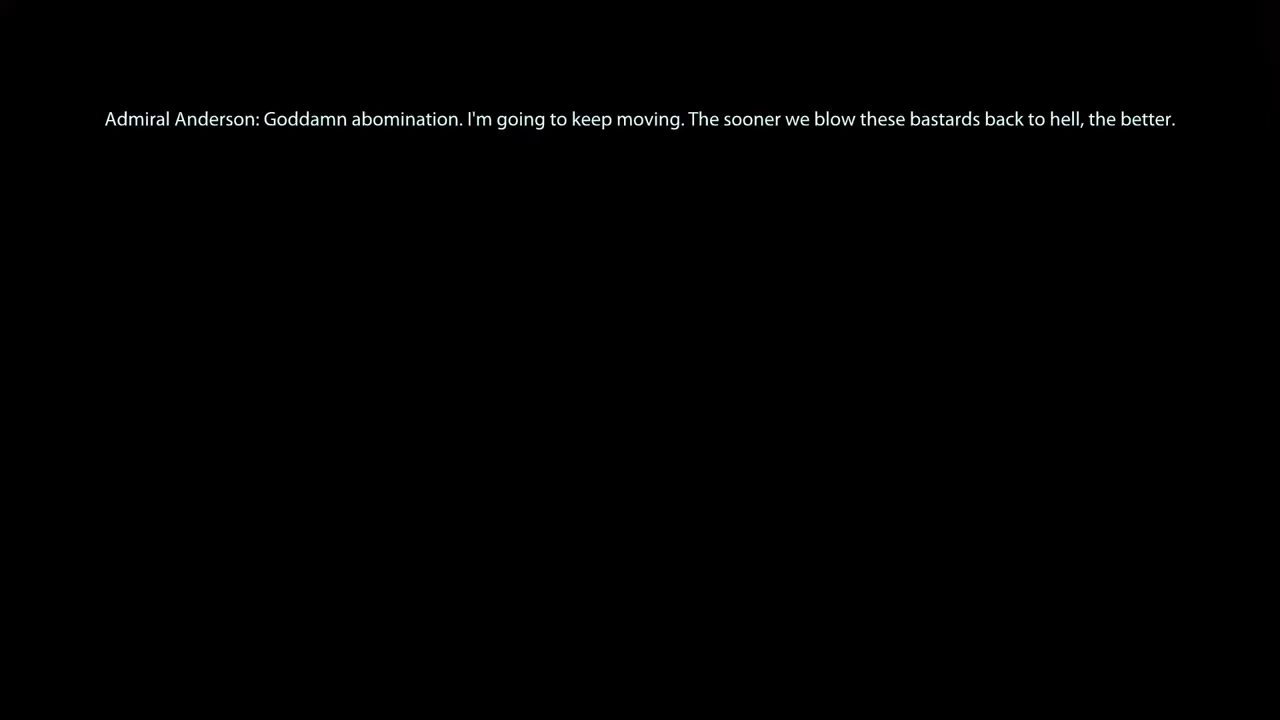 Admiral Anderson: Goddamn abomination. I'm going to keep moving. The sooner we blow these bastards back to hell, the better.